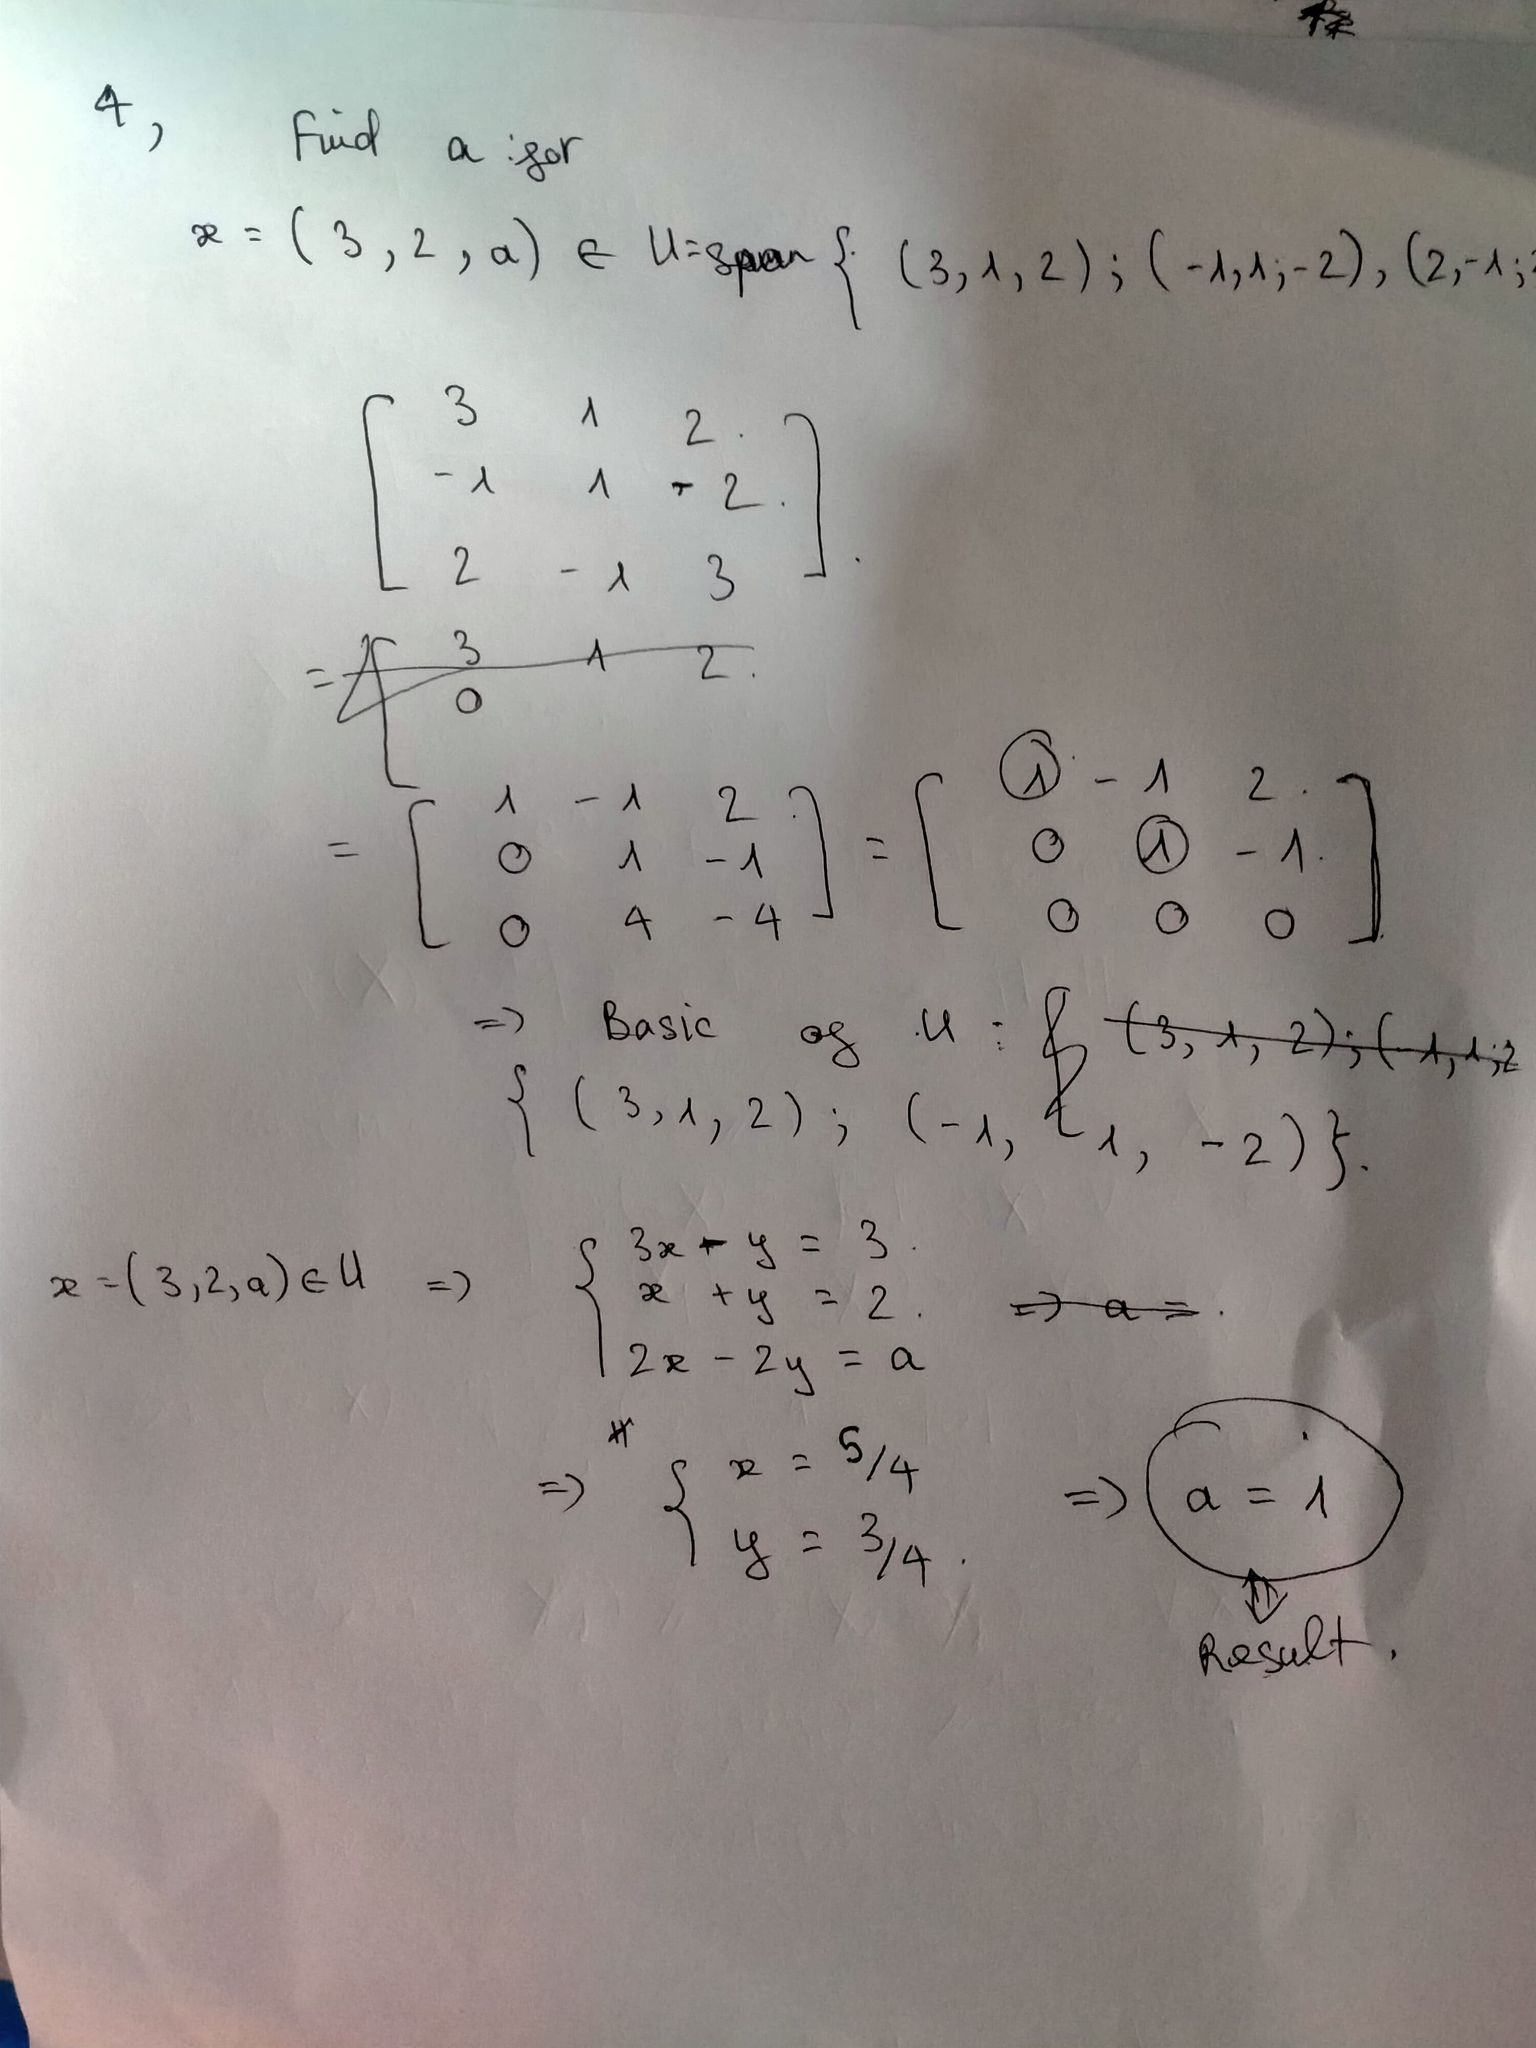 4, Find a for
x = (3, 2, a) ∈ U = span { (3, 1, 2); (-1, 1; -2), (2, -1;
[ 3 1 2.
-1 1 -2.
2 -1 3 ].
= [ 3 1 2.
0
= [ 1 -1 2
0 1 -1
0 4 -4 ] = [ 1 -1 2.
0 1 -1.
0 0 0 ]
=> Basic of U : { (3, 1, 2); (-1, 1; 2
{ (3, 1, 2); (-1, 1, -2) }.
x = (3, 2, a) ∈ U => { 3x - y = 3.
x + y = 2. => a = .
2x - 2y = a
=> { x = 5/4
y = 3/4. => a = 1
Result.